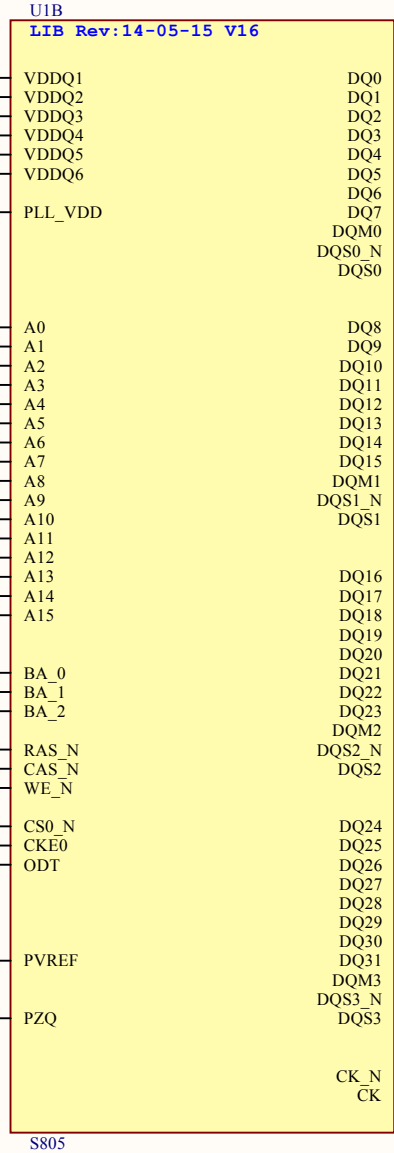 U1B
LIB Rev:14-05-15 V16
VDDQ1 DQ0
VDDQ2 DQ1
VDDQ3 DQ2
VDDQ4 DQ3
VDDQ5 DQ4
VDDQ6 DQ5
DQ6
PLL_VDD DQ7
DQM0
DQS0_N
DQS0
A0 DQ8
A1 DQ9
A2 DQ10
A3 DQ11
A4 DQ12
A5 DQ13
A6 DQ14
A7 DQ15
A8 DQM1
A9 DQS1_N
A10 DQS1
A11
A12
A13 DQ16
A14 DQ17
A15 DQ18
DQ19
DQ20
BA_0 DQ21
BA_1 DQ22
BA_2 DQ23
DQM2
RAS_N DQS2_N
CAS_N DQS2
WE_N
CS0_N DQ24
CKE0 DQ25
ODT DQ26
DQ27
DQ28
DQ29
DQ30
PVREF DQ31
DQM3
DQS3_N
PZQ DQS3
CK_N
CK
S805